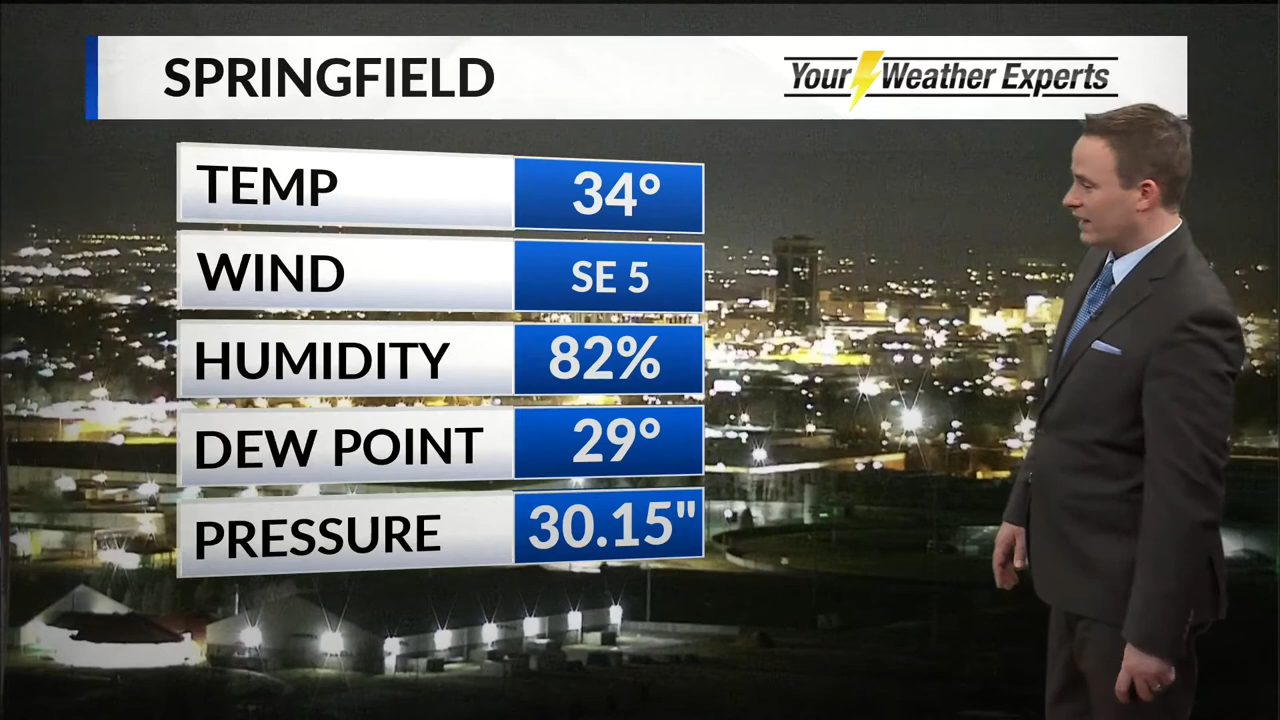 SPRINGFIELD
Your Weather Experts
TEMP 34°
WIND SE 5
HUMIDITY 82%
DEW POINT 29°
PRESSURE 30.15"